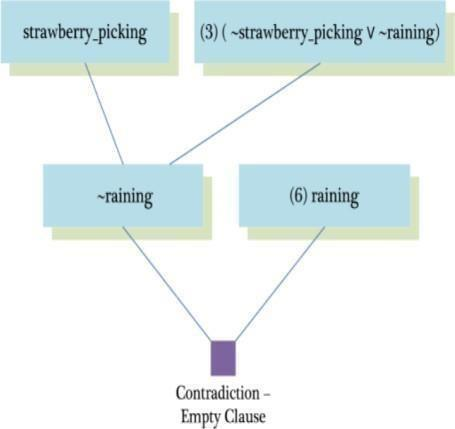 strawberry_picking
(3) ( ~strawberry_picking ∨ ~raining)
~raining
(6) raining
Contradiction –
Empty Clause